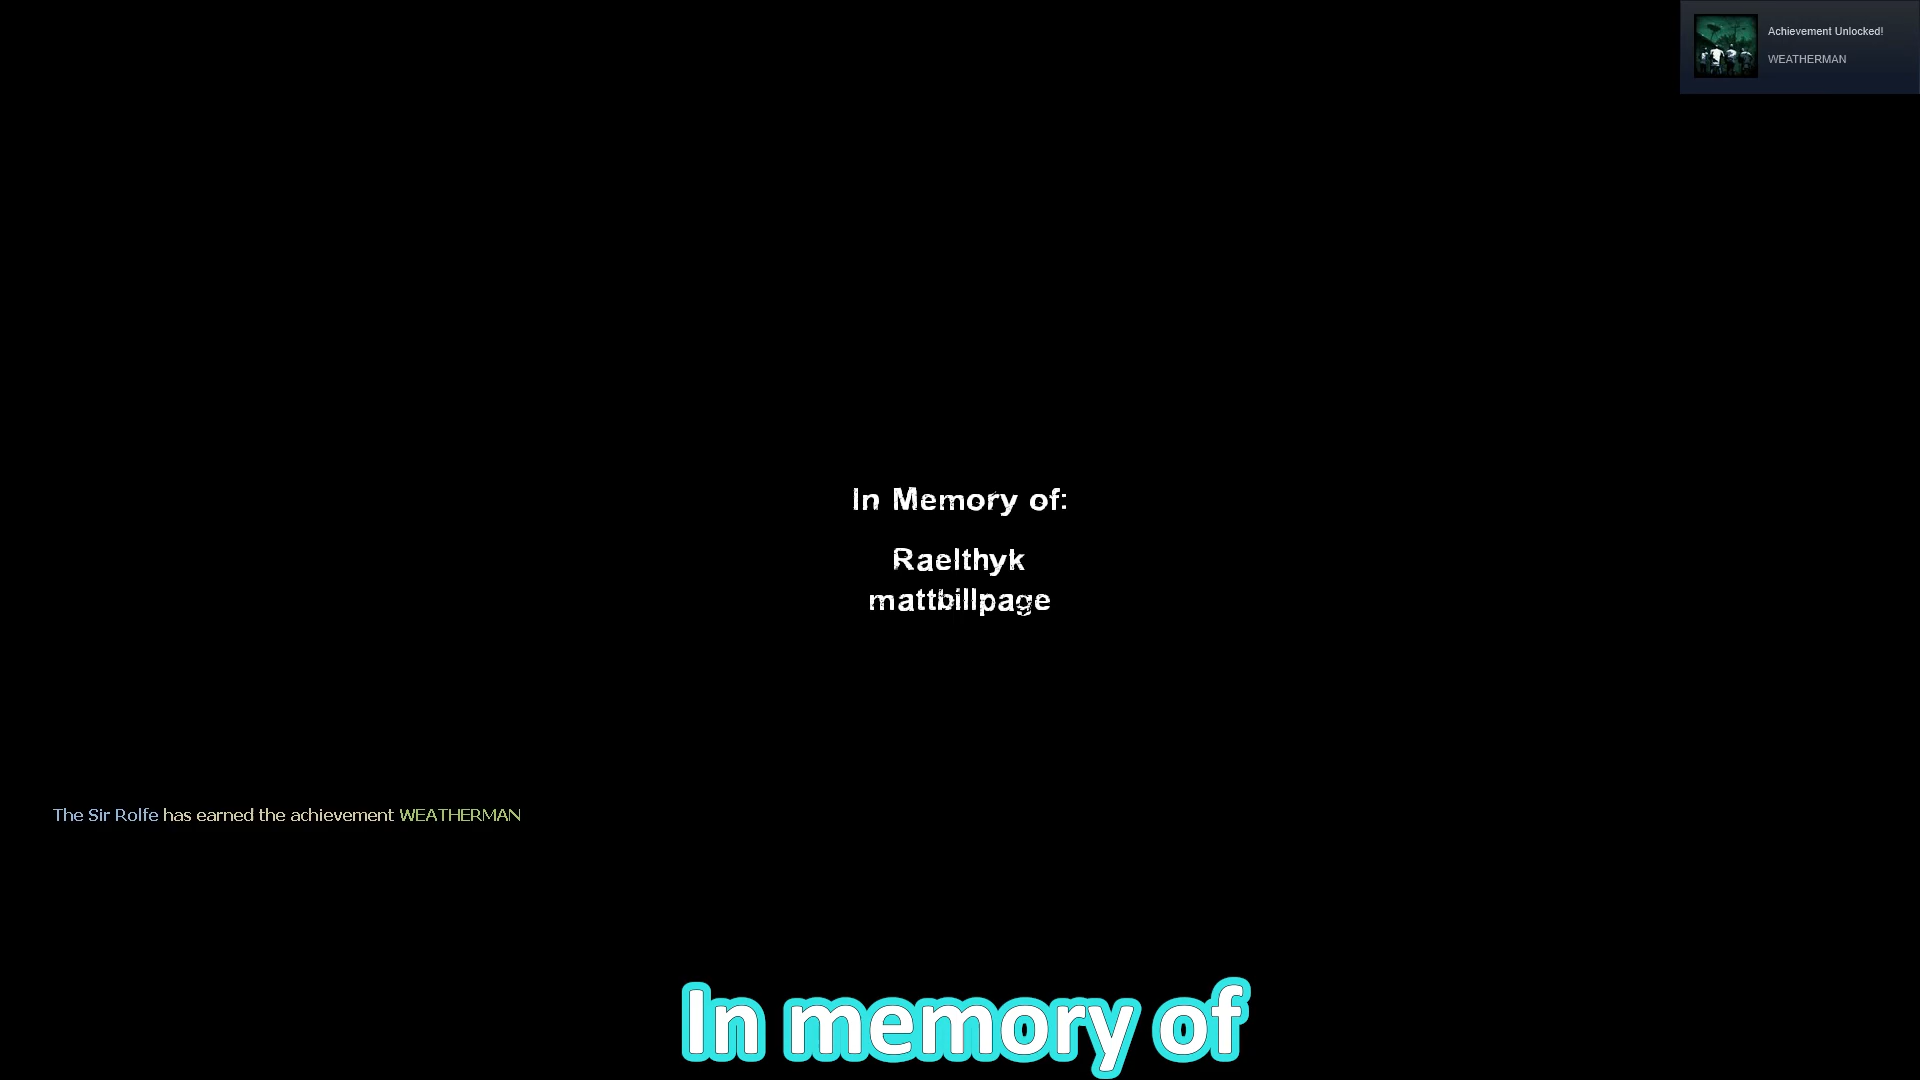 Achievement Unlocked!
WEATHERMAN
In Memory of:
Raelthyk
mattbillpage
The Sir Rolfe has earned the achievement WEATHERMAN
In memory of